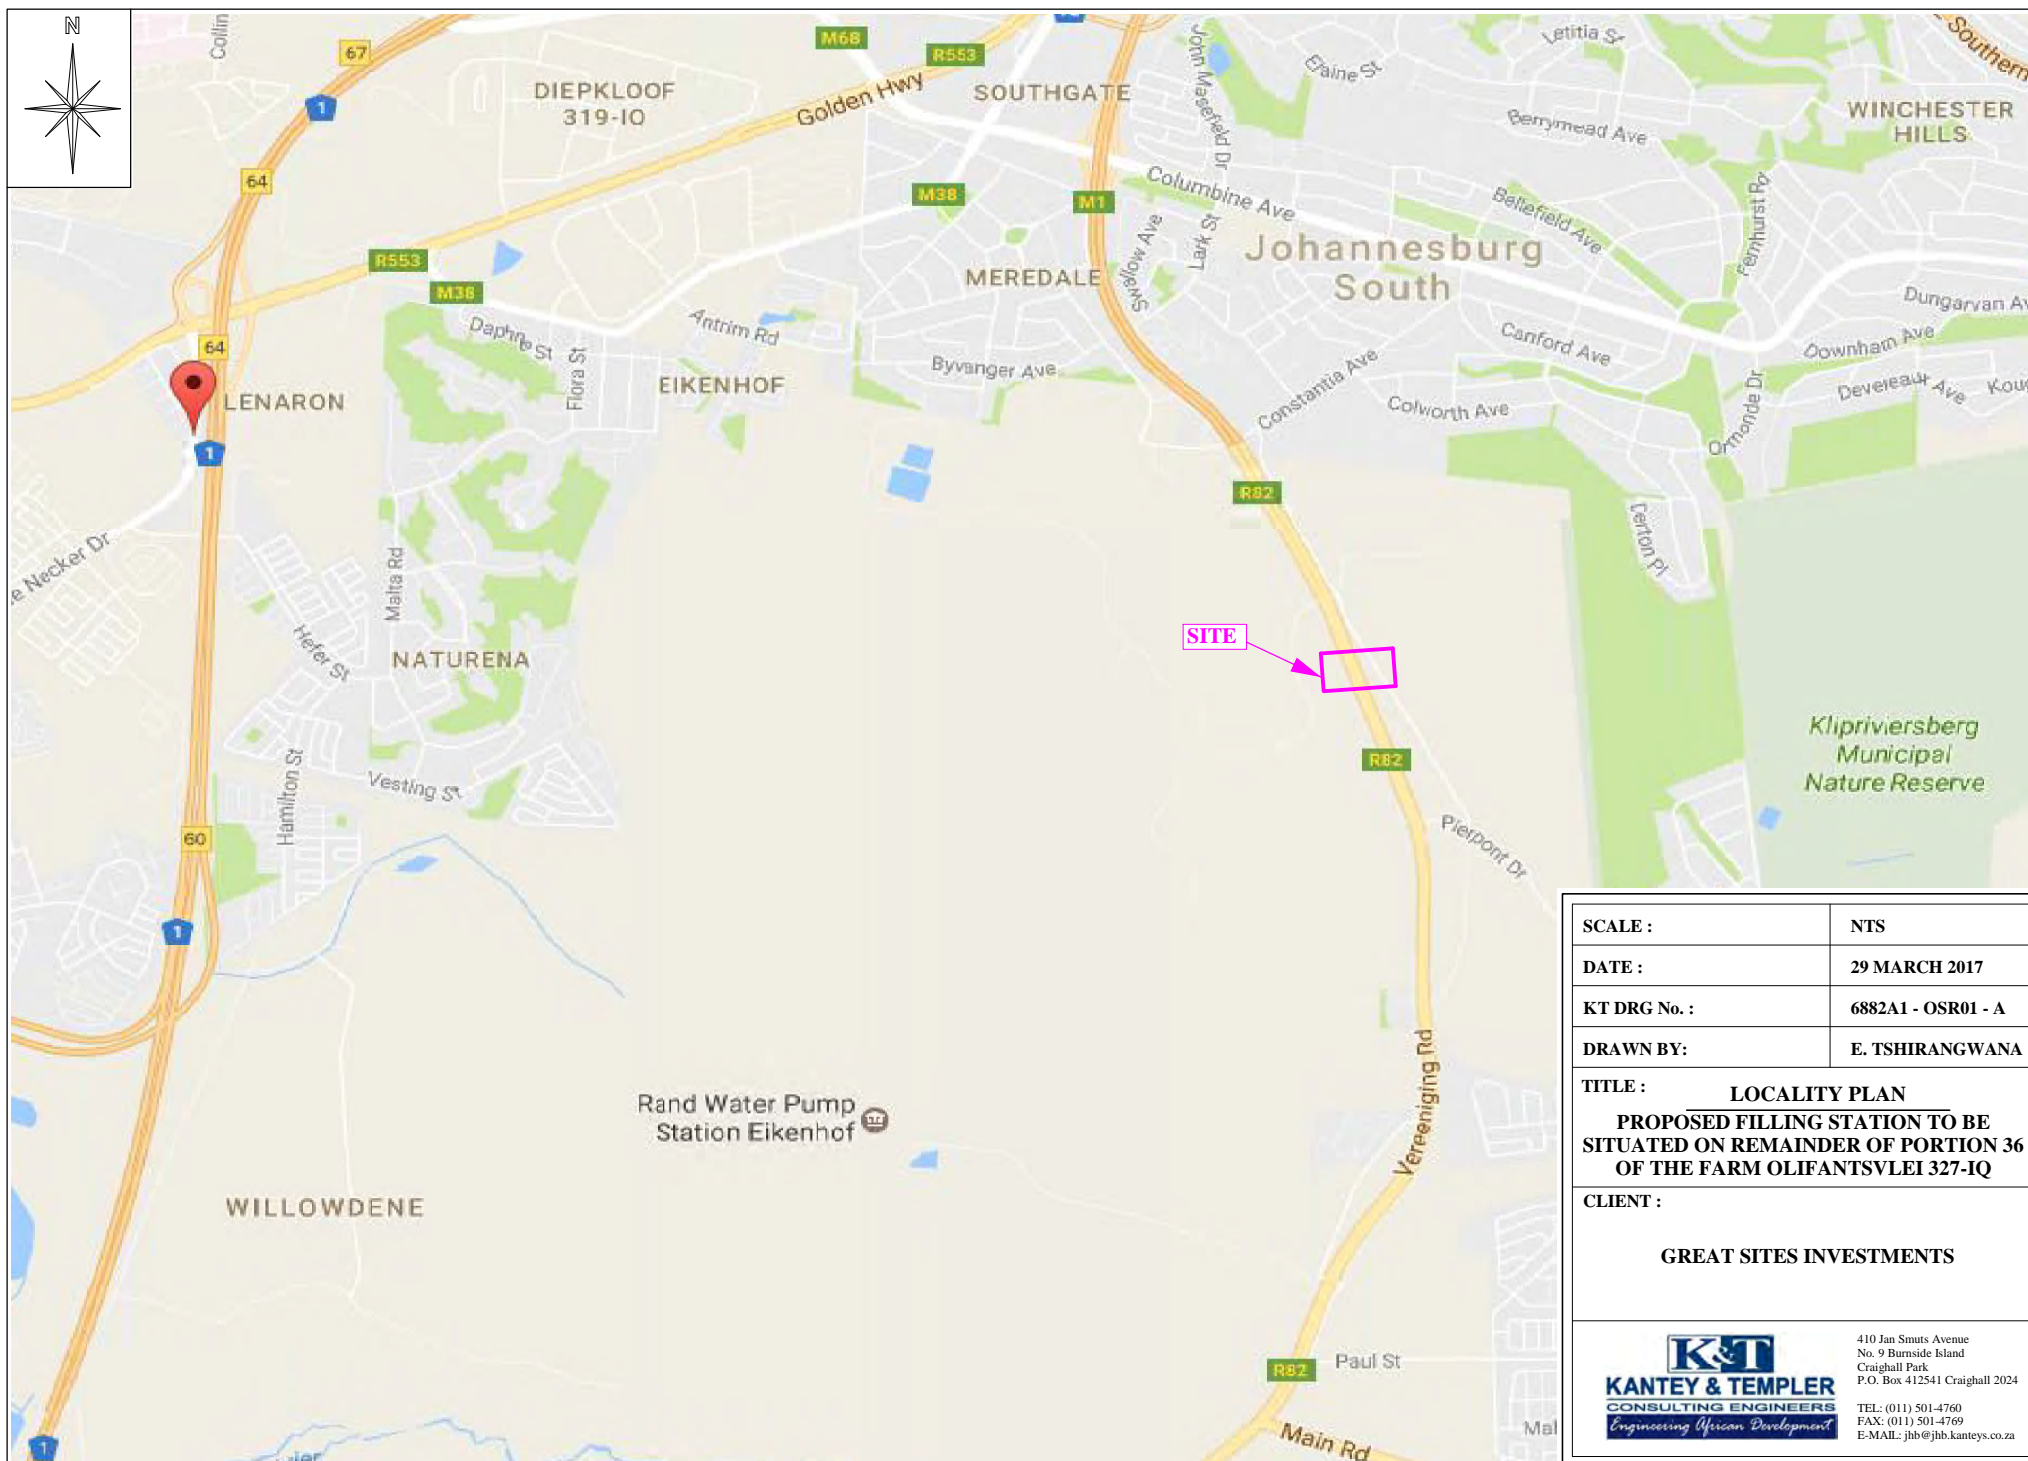 N
Collin
67
1
64
DIEPKLOOF
319-IO
M68
R553
Golden Hwy
SOUTHGATE
John Masefield Dr
Elaine St
Letitia St
Southern
WINCHESTER
HILLS
Berrymead Ave
M38
M1
Columbine Ave
Bellefield Ave
Fernhurst Rd
Swallow Ave
Lark St
Johannesburg
South
R553
M38
MEREDALE
Dungarvan Av
64
Daphne St
Flora St
Antrim Rd
Byvanger Ave
Constantia Ave
Canford Ave
Downham Ave
Devereaux Ave
Kou
LENARON
EIKENHOF
Colworth Ave
Ormonde Dr
1
R82
e Necker Dr
Malta Rd
Hefer St
NATURENA
SITE
Klipriviersberg
Municipal
Nature Reserve
R82
Vesting St
Hamilton St
60
Pierpont Dr
1
Vereeniging Rd
Rand Water Pump
Station Eikenhof
WILLOWDENE
R82
Paul St
Main Rd
Mal
1
vier
SCALE : NTS
DATE : 29 MARCH 2017
KT DRG No. : 6882A1 - OSR01 - A
DRAWN BY: E. TSHIRANGWANA
TITLE : LOCALITY PLAN
PROPOSED FILLING STATION TO BE
SITUATED ON REMAINDER OF PORTION 36
OF THE FARM OLIFANTSVLEI 327-IQ
CLIENT :
GREAT SITES INVESTMENTS
K&T
KANTEY & TEMPLER
CONSULTING ENGINEERS
Engineering African Development
410 Jan Smuts Avenue
No. 9 Burnside Island
Craighall Park
P.O. Box 412541 Craighall 2024
TEL: (011) 501-4760
FAX: (011) 501-4769
E-MAIL: jhb@jhb.kanteys.co.za